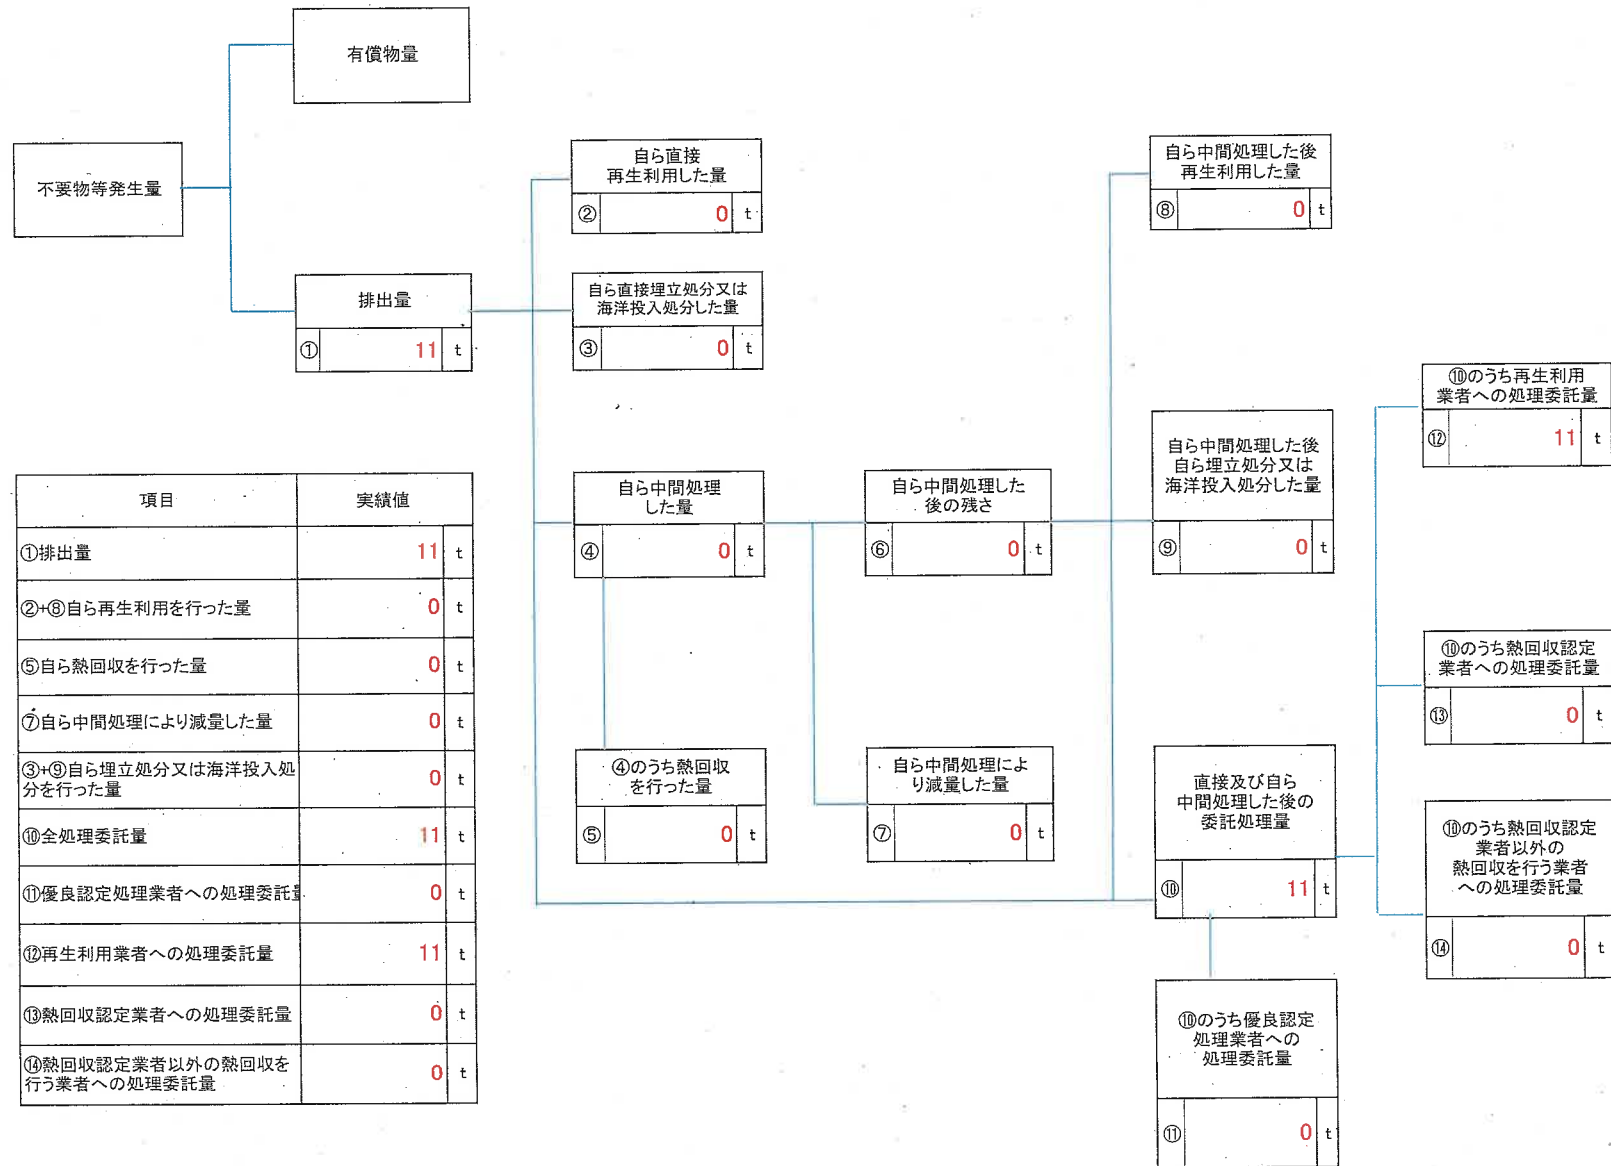 有償物量
不要物等発生量
排出量
① 11 t
自ら直接
再生利用した量
② 0 t
自ら直接埋立処分又は
海洋投入処分した量
③ 0 t
自ら中間処理
した量
④ 0 t
④のうち熱回収
を行った量
⑤ 0 t
自ら中間処理した
後の残さ
⑥ 0 t
自ら中間処理によ
り減量した量
⑦ 0 t
自ら中間処理した後
再生利用した量
⑧ 0 t
自ら中間処理した後
自ら埋立処分又は
海洋投入処分した量
⑨ 0 t
直接及び自ら
中間処理した後の
委託処理量
⑩ 11 t
⑩のうち優良認定
処理業者への
処理委託量
⑪ 0 t
⑩のうち再生利用
業者への処理委託量
⑫ 11 t
⑩のうち熱回収認定
業者への処理委託量
⑬ 0 t
⑩のうち熱回収認定
業者以外の
熱回収を行う業者
への処理委託量
⑭ 0 t
項目 実績値
①排出量 11 t
②+⑧自ら再生利用を行った量 0 t
⑤自ら熱回収を行った量 0 t
⑦自ら中間処理により減量した量 0 t
③+⑨自ら埋立処分又は海洋投入処
分を行った量 0 t
⑩全処理委託量 11 t
⑪優良認定処理業者への処理委託量 0 t
⑫再生利用業者への処理委託量 11 t
⑬熱回収認定業者への処理委託量 0 t
⑭熱回収認定業者以外の熱回収を
行う業者への処理委託量 0 t